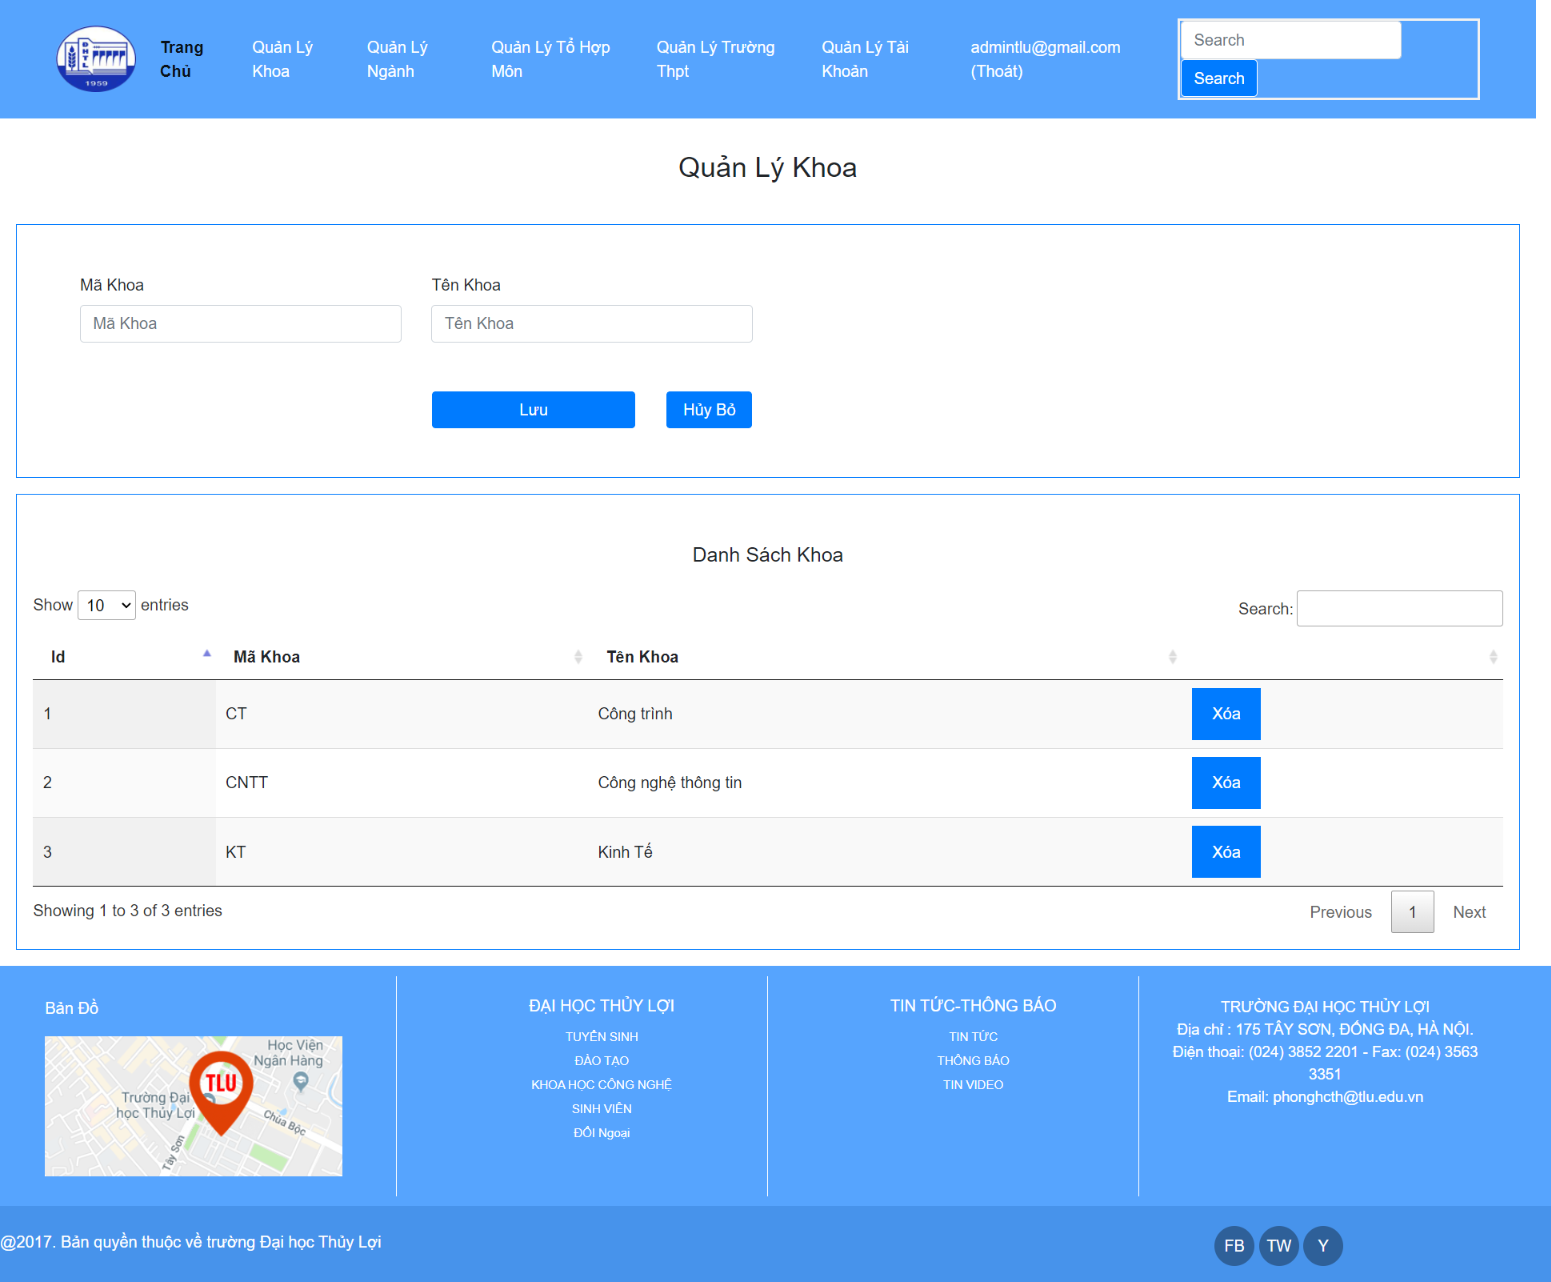 1959
Trang Chủ
Quản Lý Khoa
Quản Lý Ngành
Quản Lý Tổ Hợp Môn
Quản Lý Trường Thpt
Quản Lý Tài Khoản
admintlu@gmail.com (Thoát)
Search
Search
Quản Lý Khoa
Mã Khoa
Tên Khoa
Mã Khoa
Tên Khoa
Lưu
Hủy Bỏ
Danh Sách Khoa
Show 10 entries
Search:
Id Mã Khoa Tên Khoa
1 CT Công trình Xóa
2 CNTT Công nghệ thông tin Xóa
3 KT Kinh Tế Xóa
Showing 1 to 3 of 3 entries
Previous 1 Next
Bản Đồ
Học Viện
Ngân Hàng
TLU
Trường Đại
học Thủy Lợi
Chùa Bộc
Tây Sơn
ĐẠI HỌC THỦY LỢI
TUYỂN SINH
ĐÀO TẠO
KHOA HỌC CÔNG NGHỆ
SINH VIÊN
ĐỐI Ngoại
TIN TỨC-THÔNG BÁO
TIN TỨC
THÔNG BÁO
TIN VIDEO
TRƯỜNG ĐẠI HỌC THỦY LỢI
Địa chỉ : 175 TÂY SƠN, ĐỐNG ĐA, HÀ NỘI.
Điện thoại: (024) 3852 2201 - Fax: (024) 3563
3351
Email: phonghcth@tlu.edu.vn
@2017. Bản quyền thuộc về trường Đại học Thủy Lợi
FB TW Y